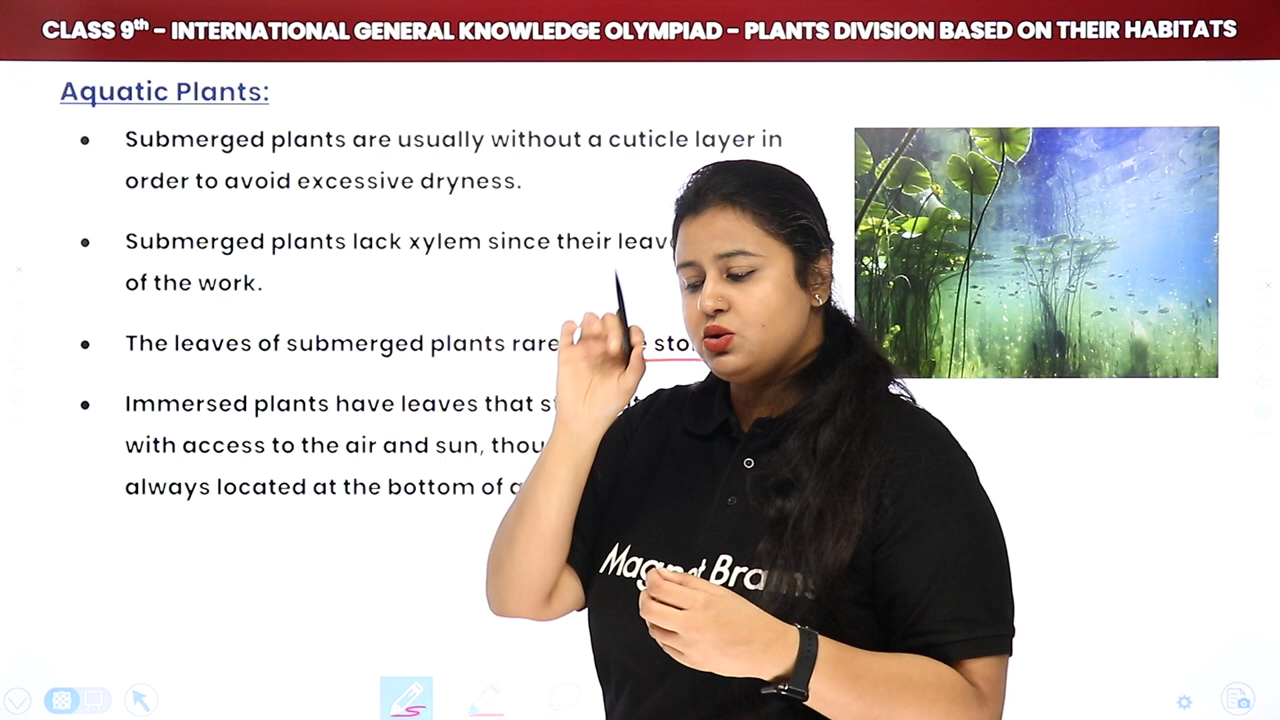 CLASS 9th – INTERNATIONAL GENERAL KNOWLEDGE OLYMPIAD – PLANTS DIVISION BASED ON THEIR HABITATS
Aquatic Plants:
• Submerged plants are usually without a cuticle layer in
order to avoid excessive dryness.
• Submerged plants lack xylem since their
of the work.
• The leaves of submerged plants
• Immersed plants have leaves that
with access to the air and sun,
always located at the bottom of
Magnet Brains